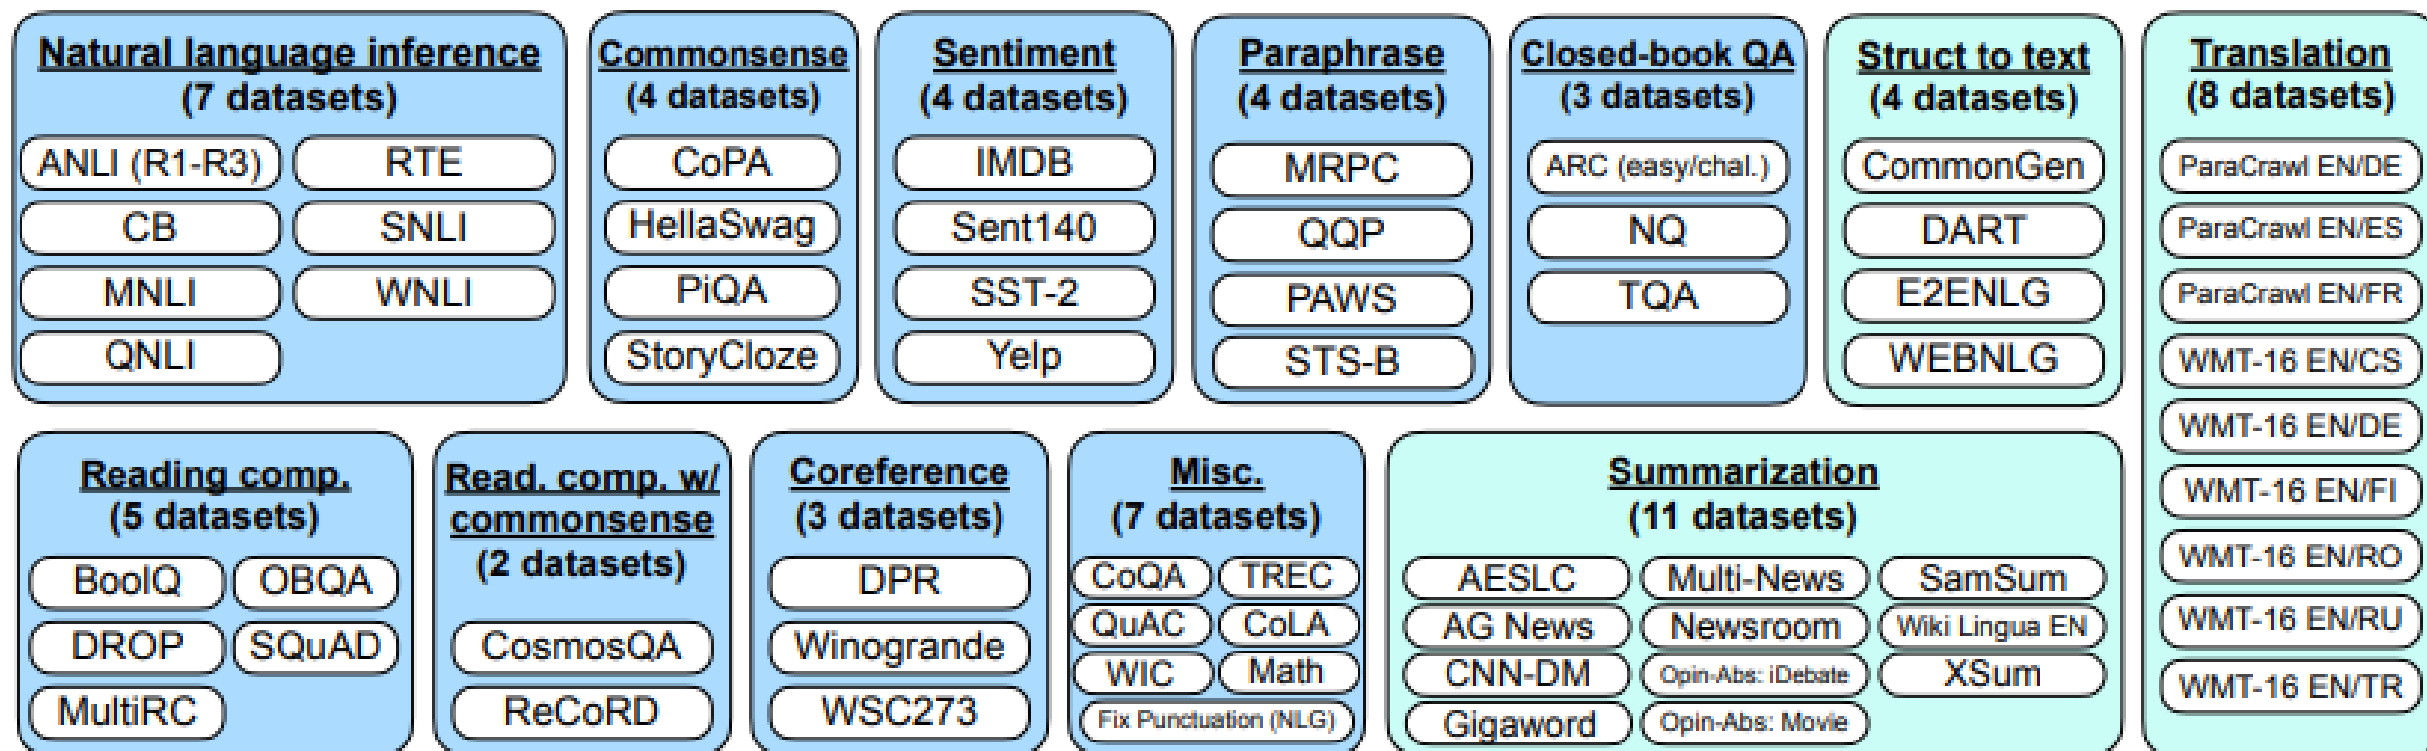 Natural language inference
(7 datasets)
ANLI (R1-R3)
RTE
CB
SNLI
MNLI
WNLI
QNLI
Commonsense
(4 datasets)
CoPA
HellaSwag
PiQA
StoryCloze
Sentiment
(4 datasets)
IMDB
Sent140
SST-2
Yelp
Paraphrase
(4 datasets)
MRPC
QQP
PAWS
STS-B
Closed-book QA
(3 datasets)
ARC (easy/chal.)
NQ
TQA
Struct to text
(4 datasets)
CommonGen
DART
E2ENLG
WEBNLG
Translation
(8 datasets)
ParaCrawl EN/DE
ParaCrawl EN/ES
ParaCrawl EN/FR
WMT-16 EN/CS
WMT-16 EN/DE
WMT-16 EN/FI
WMT-16 EN/RO
WMT-16 EN/RU
WMT-16 EN/TR
Reading comp.
(5 datasets)
BoolQ
OBQA
DROP
SQuAD
MultiRC
Read. comp. w/
commonsense
(2 datasets)
CosmosQA
ReCoRD
Coreference
(3 datasets)
DPR
Winogrande
WSC273
Misc.
(7 datasets)
CoQA
TREC
QuAC
CoLA
WIC
Math
Fix Punctuation (NLG)
Summarization
(11 datasets)
AESLC
Multi-News
SamSum
AG News
Newsroom
Wiki Lingua EN
CNN-DM
Opin-Abs: iDebate
XSum
Gigaword
Opin-Abs: Movie